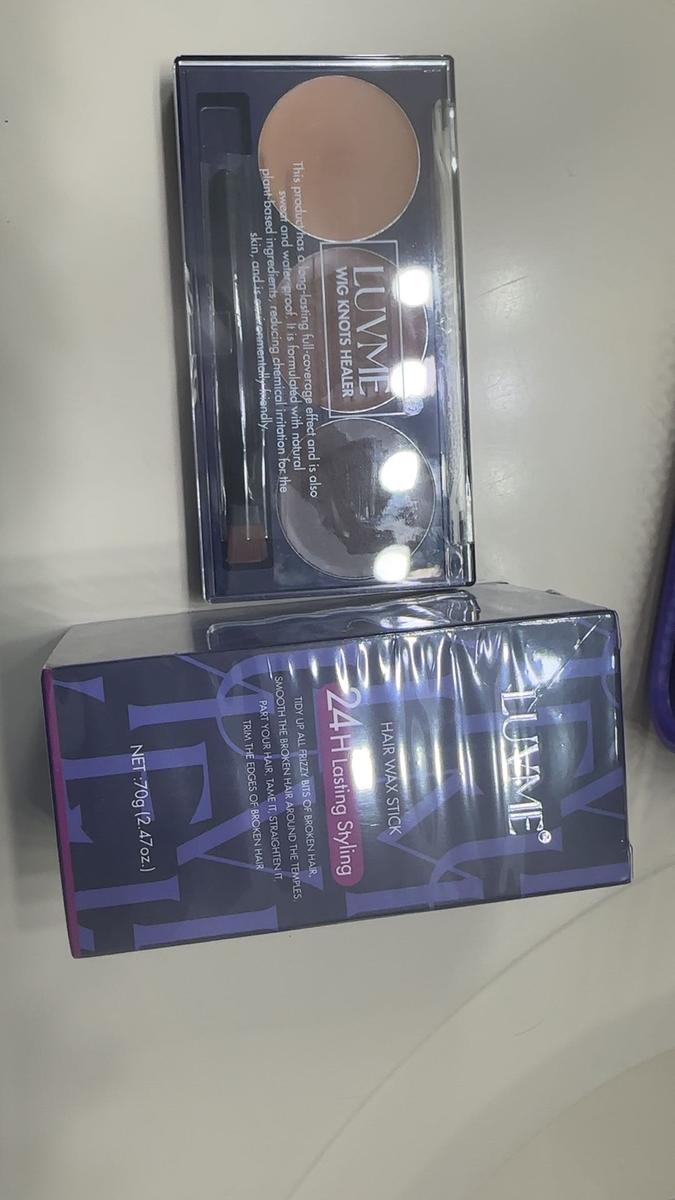 LUVME
WIG KNOTS HEALER
This product has a long-lasting full-coverage effect and is also
sweat and water-proof. It is formulated with natural
plant-based ingredients, reducing chemical irritation for the
skin, and is environmentally friendly.
LUVME®
HAIR WAX STICK
24H Lasting Styling
TIDY UP ALL FRIZZY BITS OF BROKEN HAIR.
SMOOTH THE BROKEN HAIR AROUND THE TEMPLES.
PART YOUR HAIR, TAME IT, STRAIGHTEN IT,
TRIM THE EDGES OF BROKEN HAIR
NET :70g(2.47oz.)